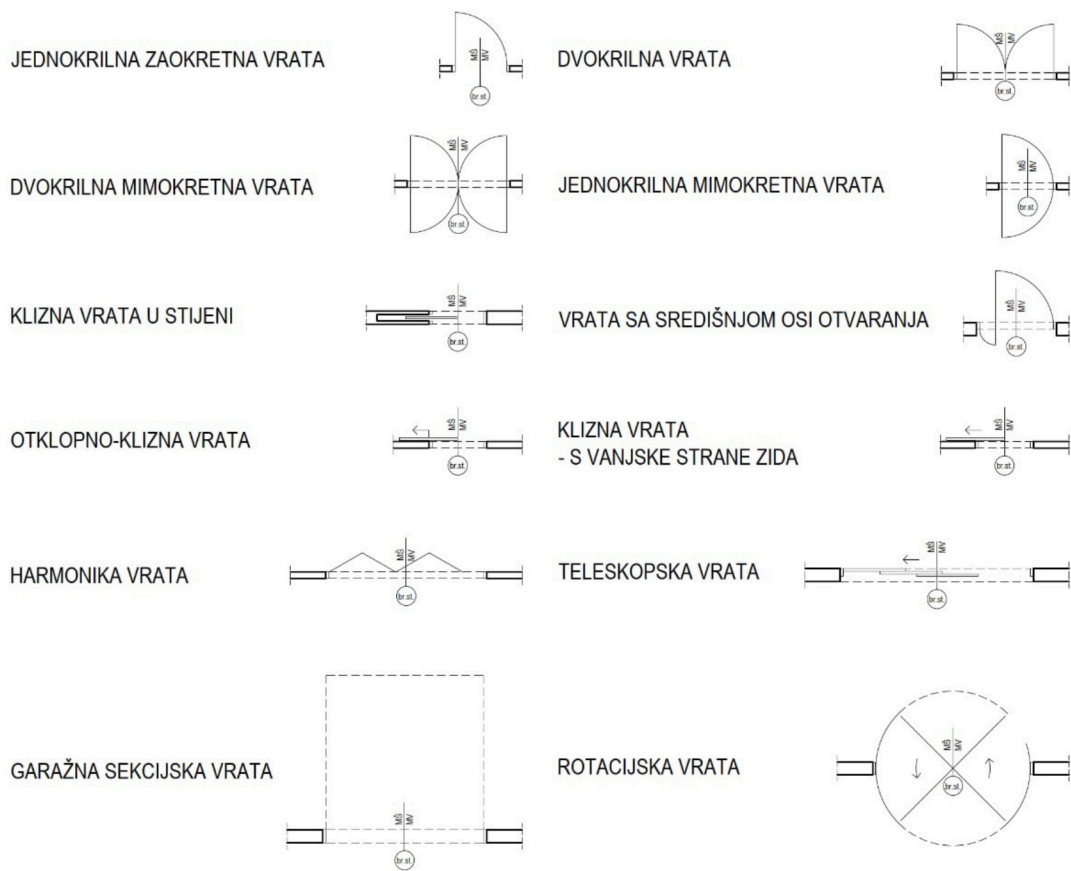 JEDNOKRILNA ZAOKRETNA VRATA
MŠ
MV
br.st.
DVOKRILNA VRATA
MŠ
MV
br.st.
DVOKRILNA MIMOKRETNA VRATA
MŠ
MV
br.st.
JEDNOKRILNA MIMOKRETNA VRATA
MŠ
MV
br.st.
KLIZNA VRATA U STIJENI
MŠ
MV
br.st.
VRATA SA SREDIŠNJOM OSI OTVARANJA
MŠ
MV
br.st.
OTKLOPNO-KLIZNA VRATA
MŠ
MV
br.st.
KLIZNA VRATA
- S VANJSKE STRANE ZIDA
MŠ
MV
br.st.
HARMONIKA VRATA
MŠ
MV
br.st.
TELESKOPSKA VRATA
MŠ
MV
br.st.
GARAŽNA SEKCIJSKA VRATA
MŠ
MV
br.st.
ROTACIJSKA VRATA
MŠ
MV
br.st.